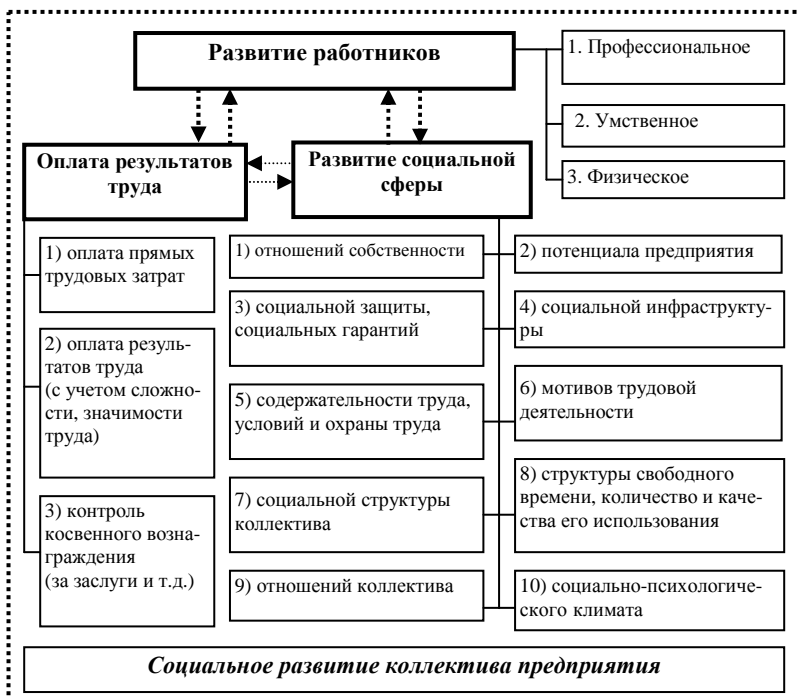 Развитие работников
1. Профессиональное
2. Умственное
3. Физическое
Оплата результатов
труда
Развитие социальной
сферы
1) оплата прямых
трудовых затрат
2) оплата резуль-
татов труда
(с учетом сложно-
сти, значимости
труда)
3) контроль
косвенного возна-
граждения
(за заслуги и т.д.)
1) отношений собственности
2) потенциала предприятия
3) социальной защиты,
социальных гарантий
4) социальной инфраструкту-
ры
5) содержательности труда,
условий и охраны труда
6) мотивов трудовой
деятельности
7) социальной структуры
коллектива
8) структуры свободного
времени, количество и каче-
ства его использования
9) отношений коллектива
10) социально-психологиче-
ского климата
Социальное развитие коллектива предприятия